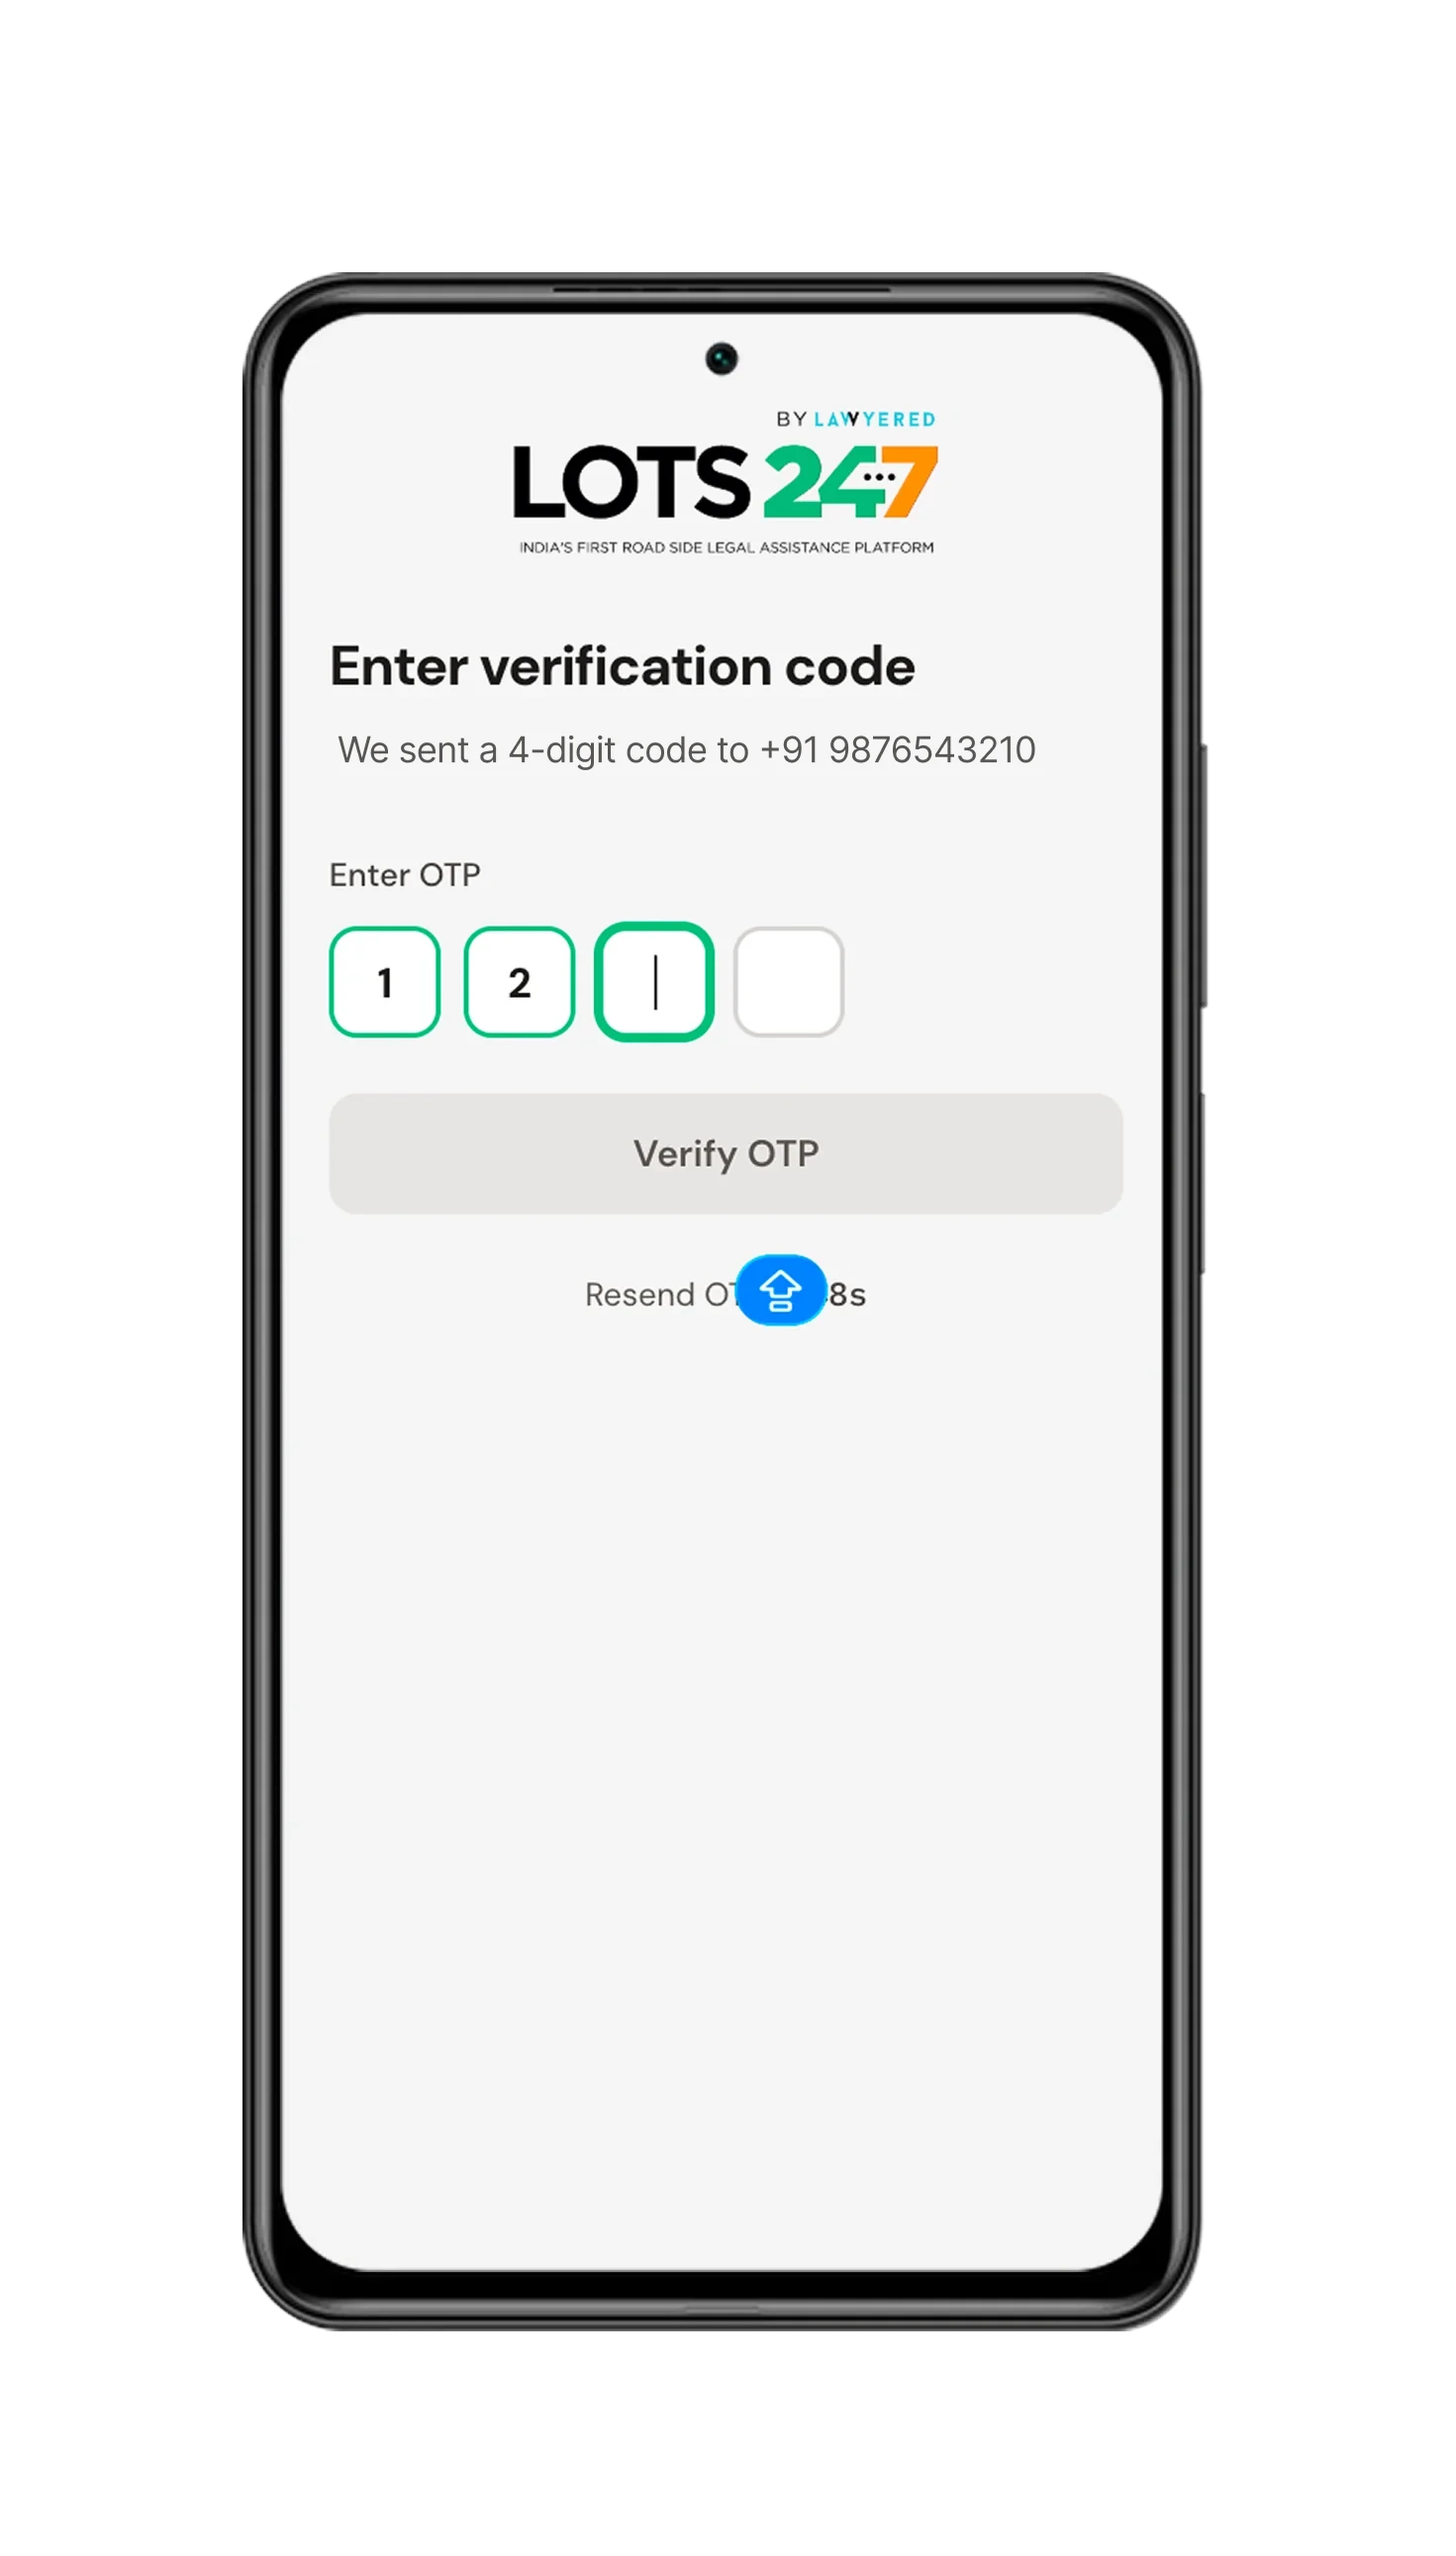 BY LAWYERED
LOTS 247
INDIA'S FIRST ROAD SIDE LEGAL ASSISTANCE PLATFORM
Enter verification code
We sent a 4-digit code to +91 9876543210
Enter OTP
1 2
Verify OTP
Resend